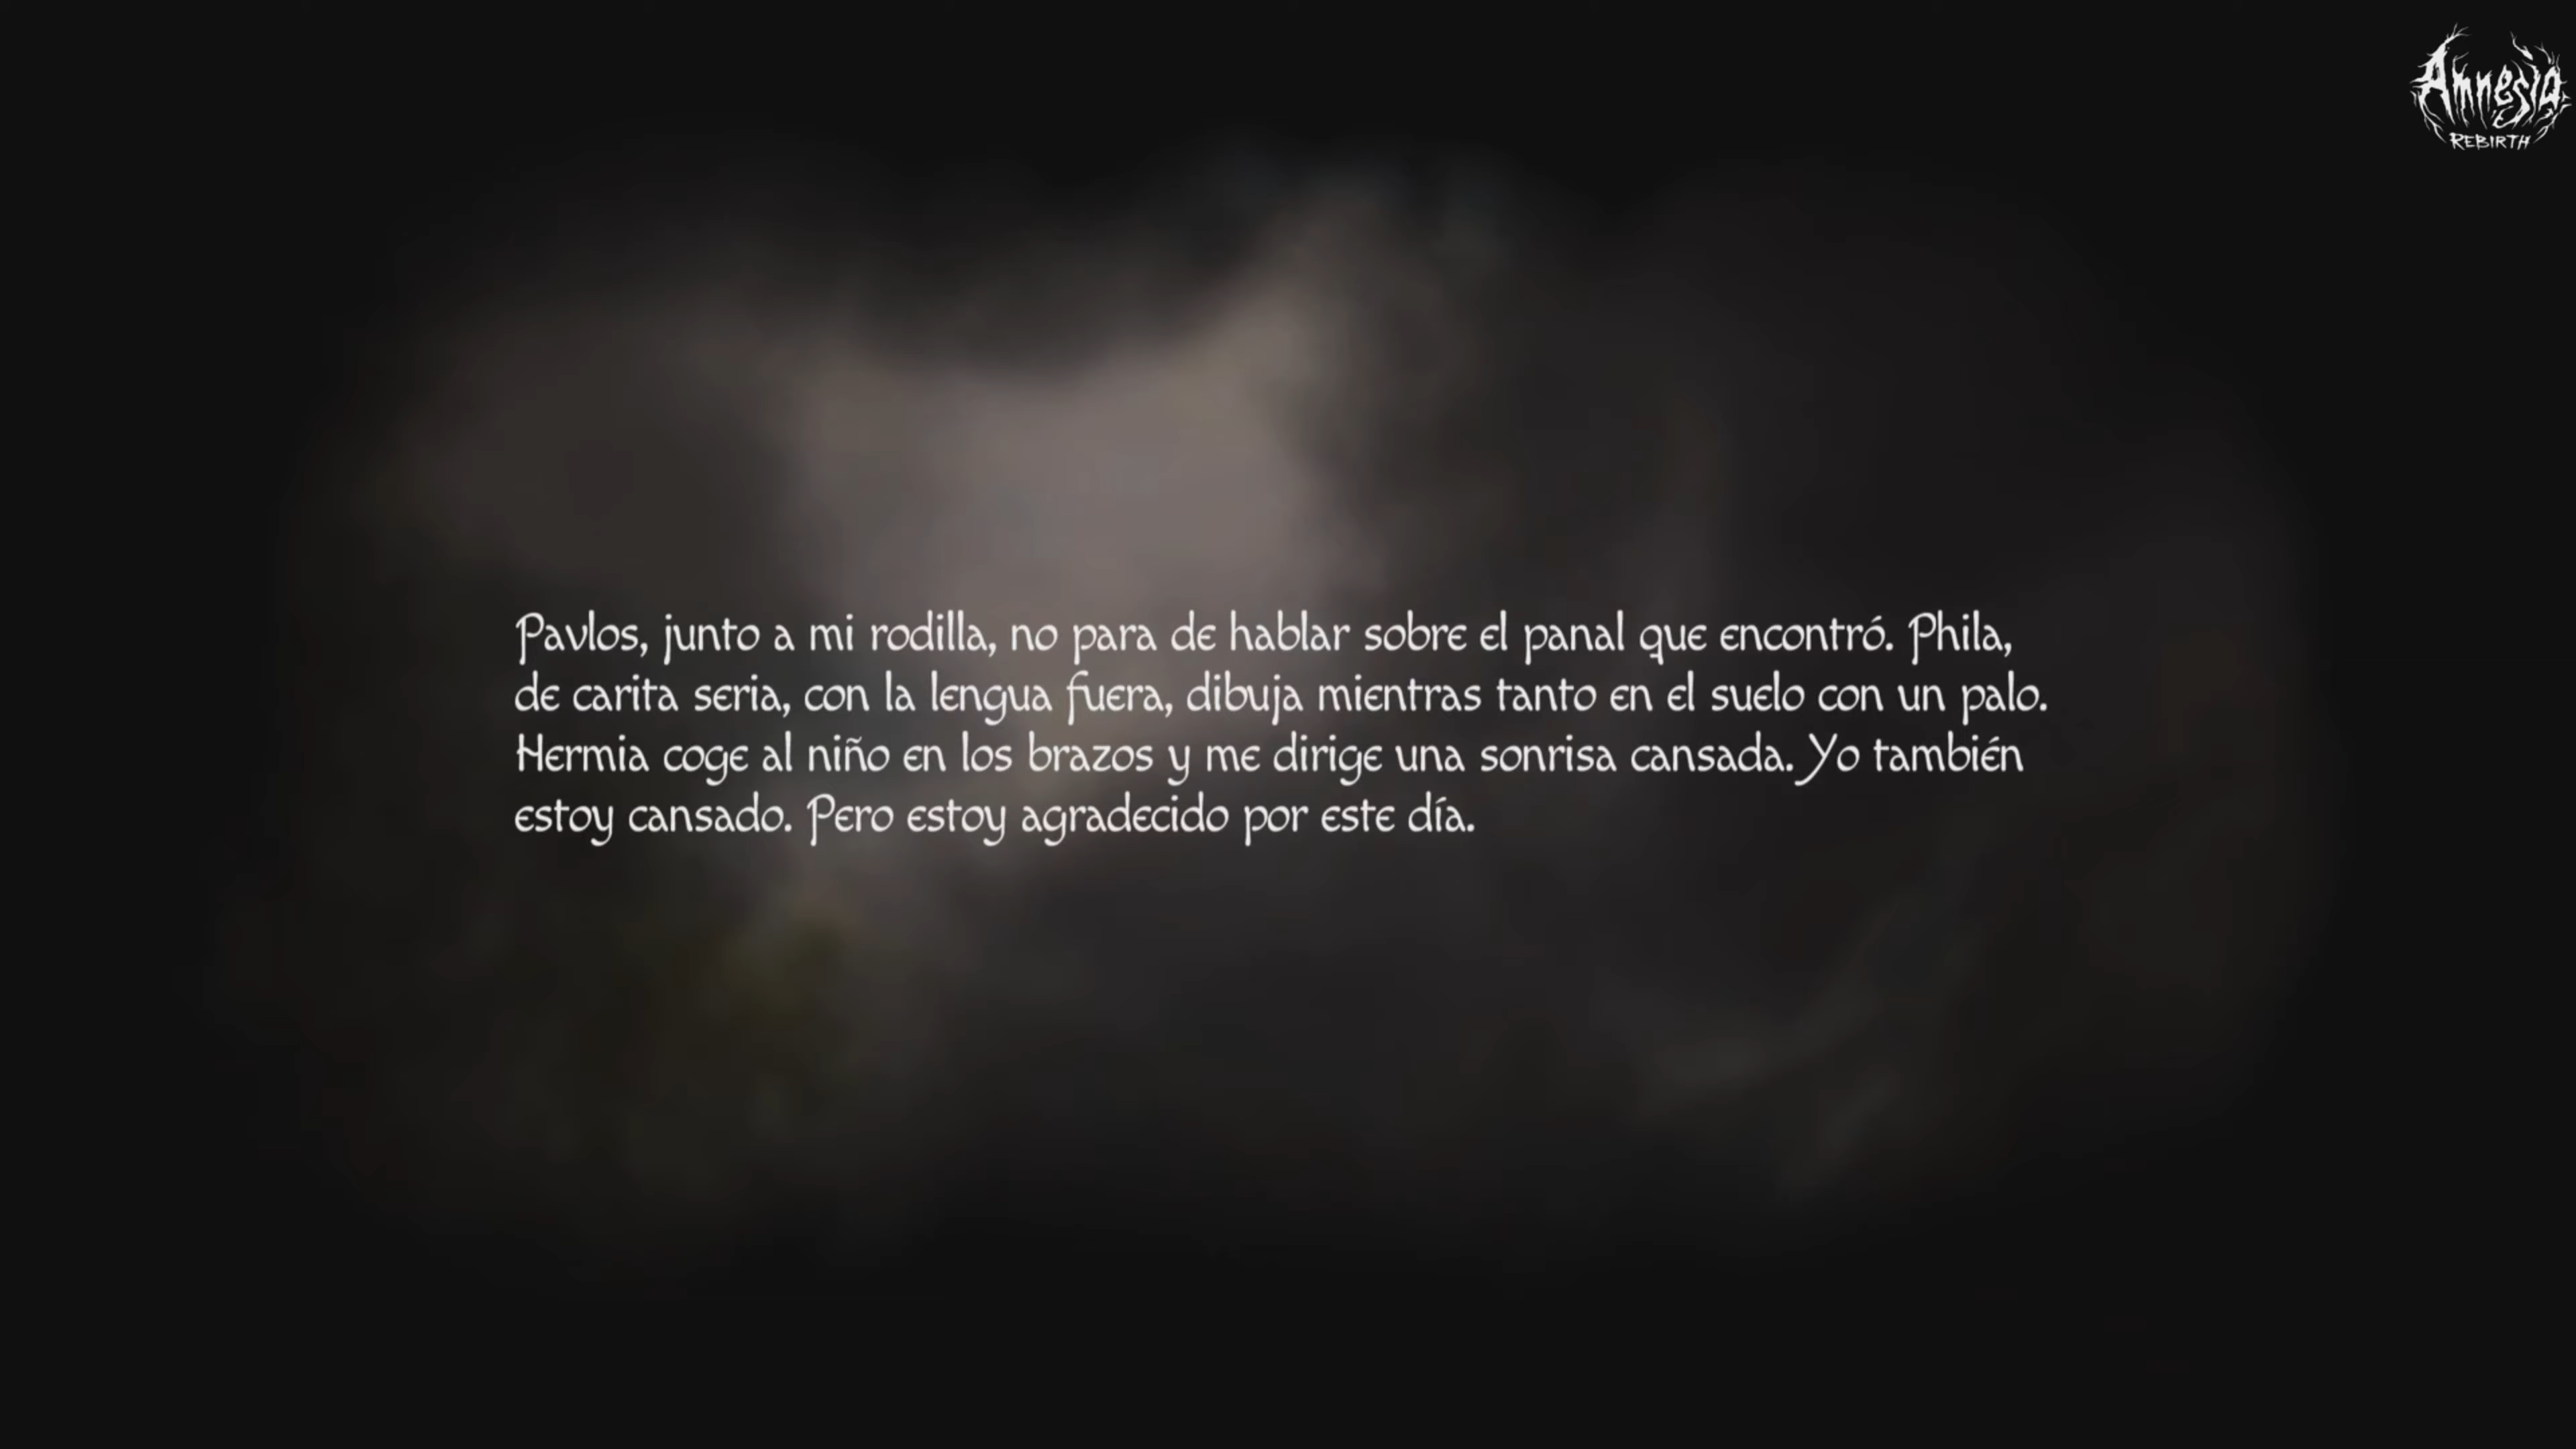 Amnesia
REBIRTH
Pavlos, junto a mi rodilla, no para de hablar sobre el panal que encontró. Phila,
de carita seria, con la lengua fuera, dibuja mientras tanto en el suelo con un palo.
Hermia coge al niño en los brazos y me dirige una sonrisa cansada. Yo también
estoy cansado. Pero estoy agradecido por este día.